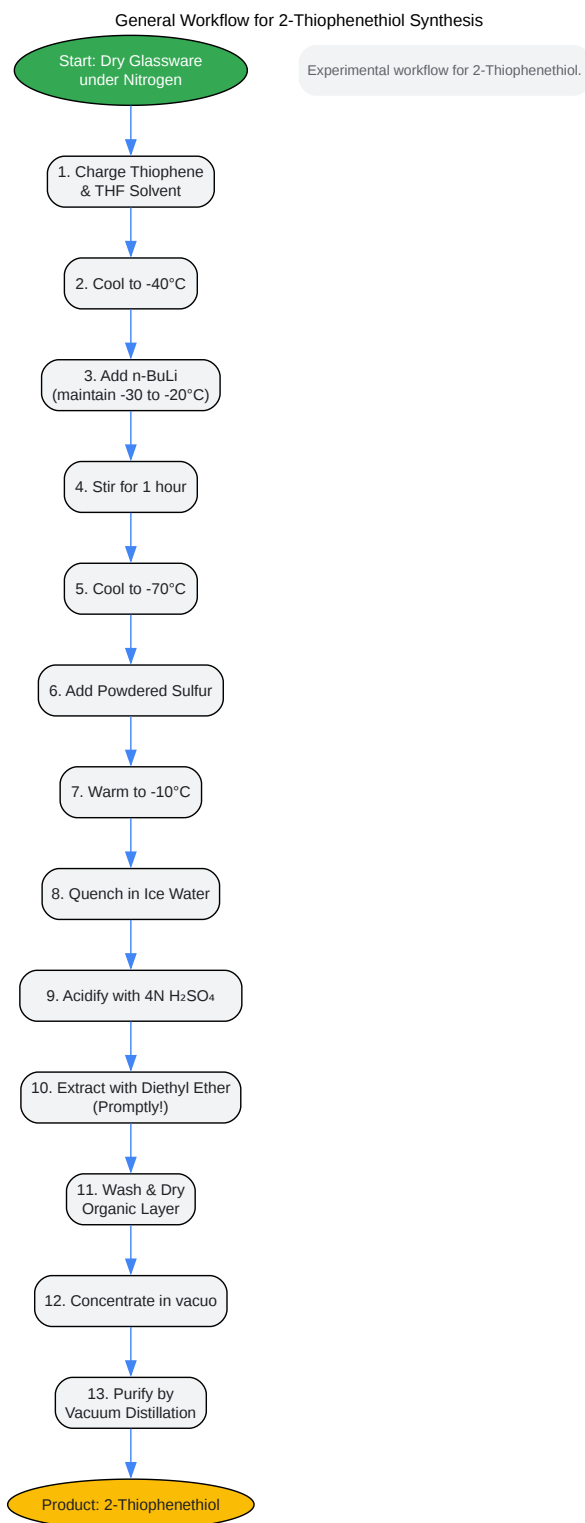 General Workflow for 2-Thiophenethiol Synthesis
Start: Dry Glassware
under Nitrogen
Experimental workflow for 2-Thiophenethiol.
1. Charge Thiophene
& THF Solvent
2. Cool to -40°C
3. Add n-BuLi
(maintain -30 to -20°C)
4. Stir for 1 hour
5. Cool to -70°C
6. Add Powdered Sulfur
7. Warm to -10°C
8. Quench in Ice Water
9. Acidify with 4N H₂SO₄
10. Extract with Diethyl Ether
(Promptly!)
11. Wash & Dry
Organic Layer
12. Concentrate in vacuo
13. Purify by
Vacuum Distillation
Product: 2-Thiophenethiol